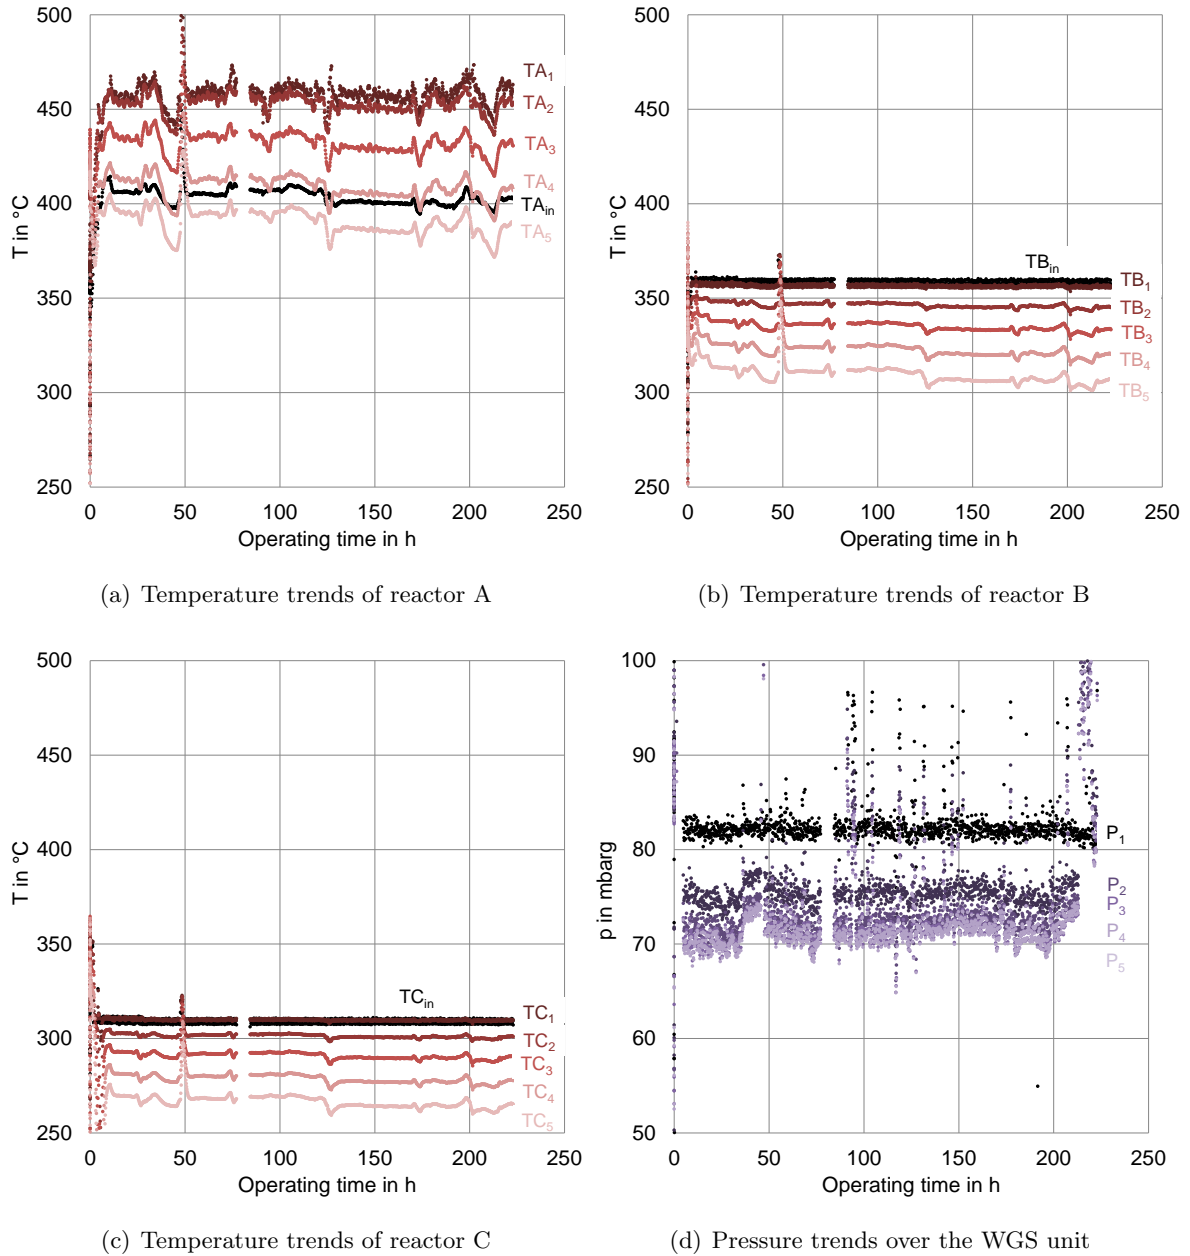 500
450
400
350
300
250
T in °C
0
50
100
150
200
250
Operating time in h
TA1
TA2
TA3
TA4
TAin
TA5
(a) Temperature trends of reactor A
500
450
400
350
300
250
T in °C
0
50
100
150
200
250
Operating time in h
TBin
TB1
TB2
TB3
TB4
TB5
(b) Temperature trends of reactor B
500
450
400
350
300
250
T in °C
0
50
100
150
200
250
Operating time in h
TCin
TC1
TC2
TC3
TC4
TC5
(c) Temperature trends of reactor C
100
90
80
70
60
50
p in mbarg
0
50
100
150
200
250
Operating time in h
P1
P2
P3
P4
P5
(d) Pressure trends over the WGS unit